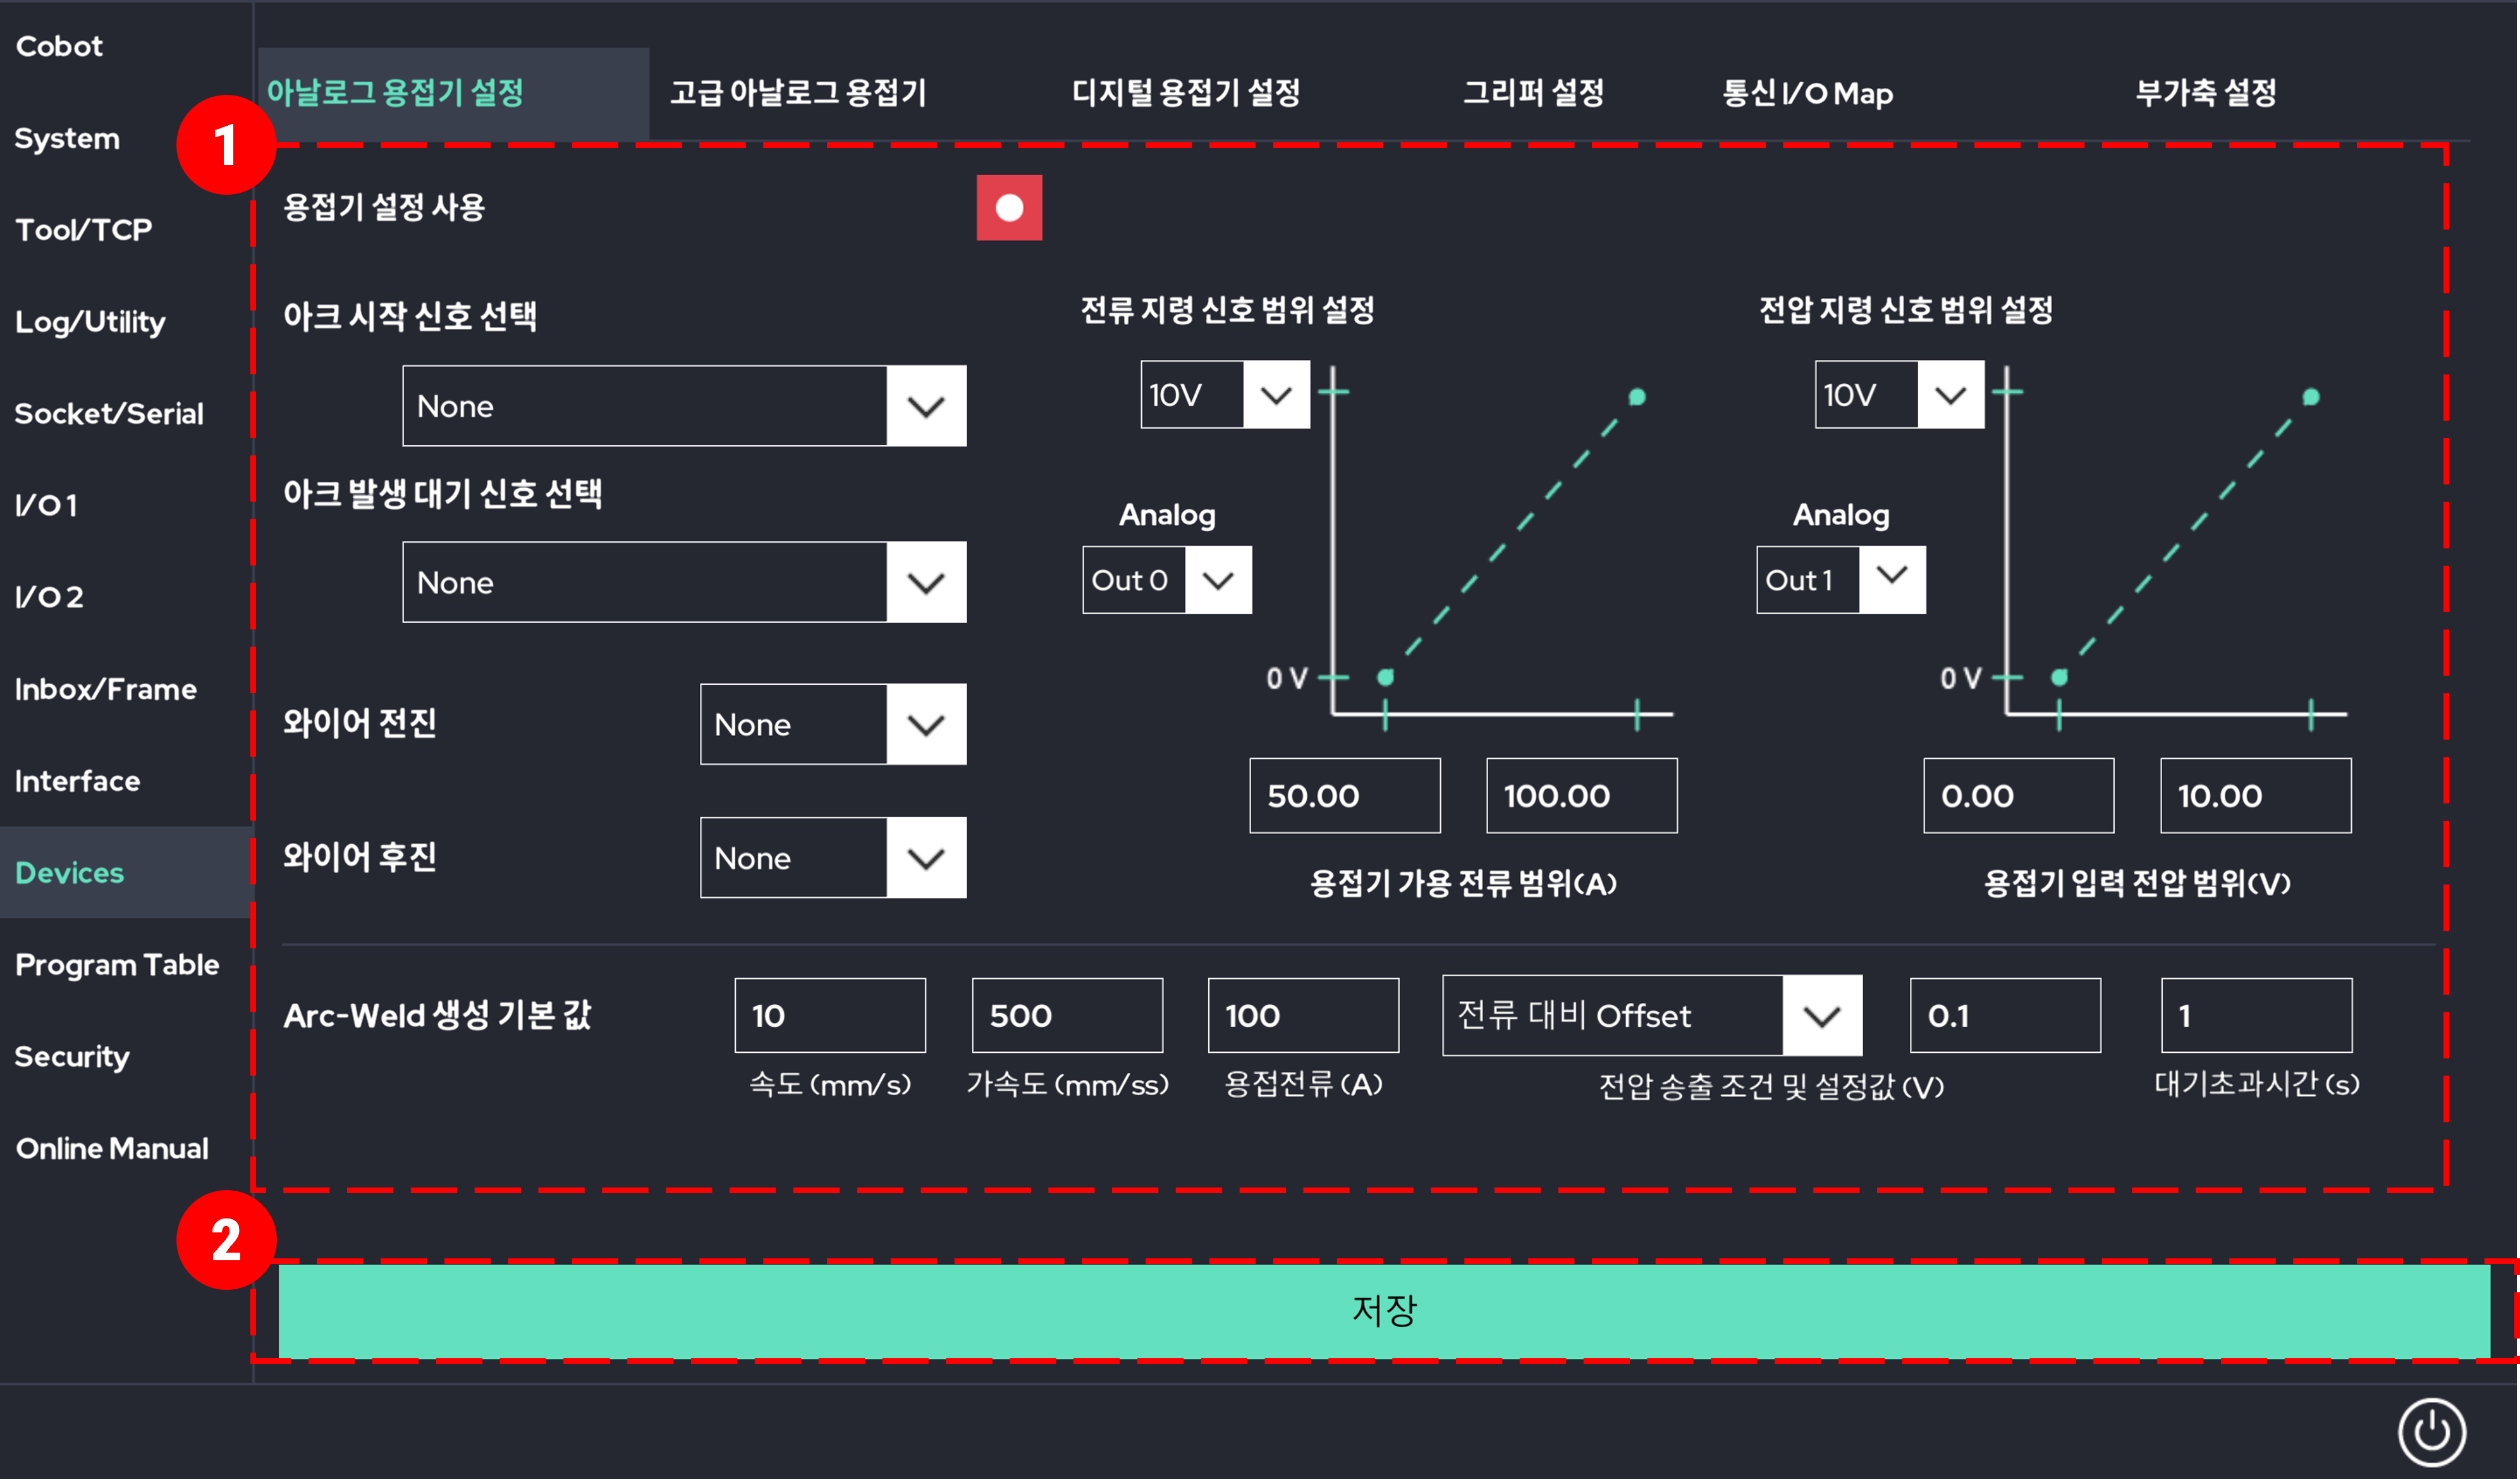 Cobot
System
Tool/TCP
Log/Utility
Socket/Serial
I/O 1
I/O 2
Inbox/Frame
Interface
Devices
Program Table
Security
Online Manual
아날로그 용접기 설정 고급 아날로그 용접기 디지털 용접기 설정 그리퍼 설정 통신 I/O Map 부가축 설정
1
용접기 설정 사용
아크 시작 신호 선택
None
아크 발생 대기 신호 선택
None
와이어 전진 None
와이어 후진 None
전류 지령 신호 범위 설정
10V
Analog
Out 0
0 V
50.00 100.00
용접기 가용 전류 범위(A)
전압 지령 신호 범위 설정
10V
Analog
Out 1
0 V
0.00 10.00
용접기 입력 전압 범위(V)
Arc-Weld 생성 기본 값 10 500 100 전류 대비 Offset 0.1 1
속도 (mm/s) 가속도 (mm/ss) 용접전류 (A) 전압 송출 조건 및 설정값 (V) 대기초과시간 (s)
2
저장